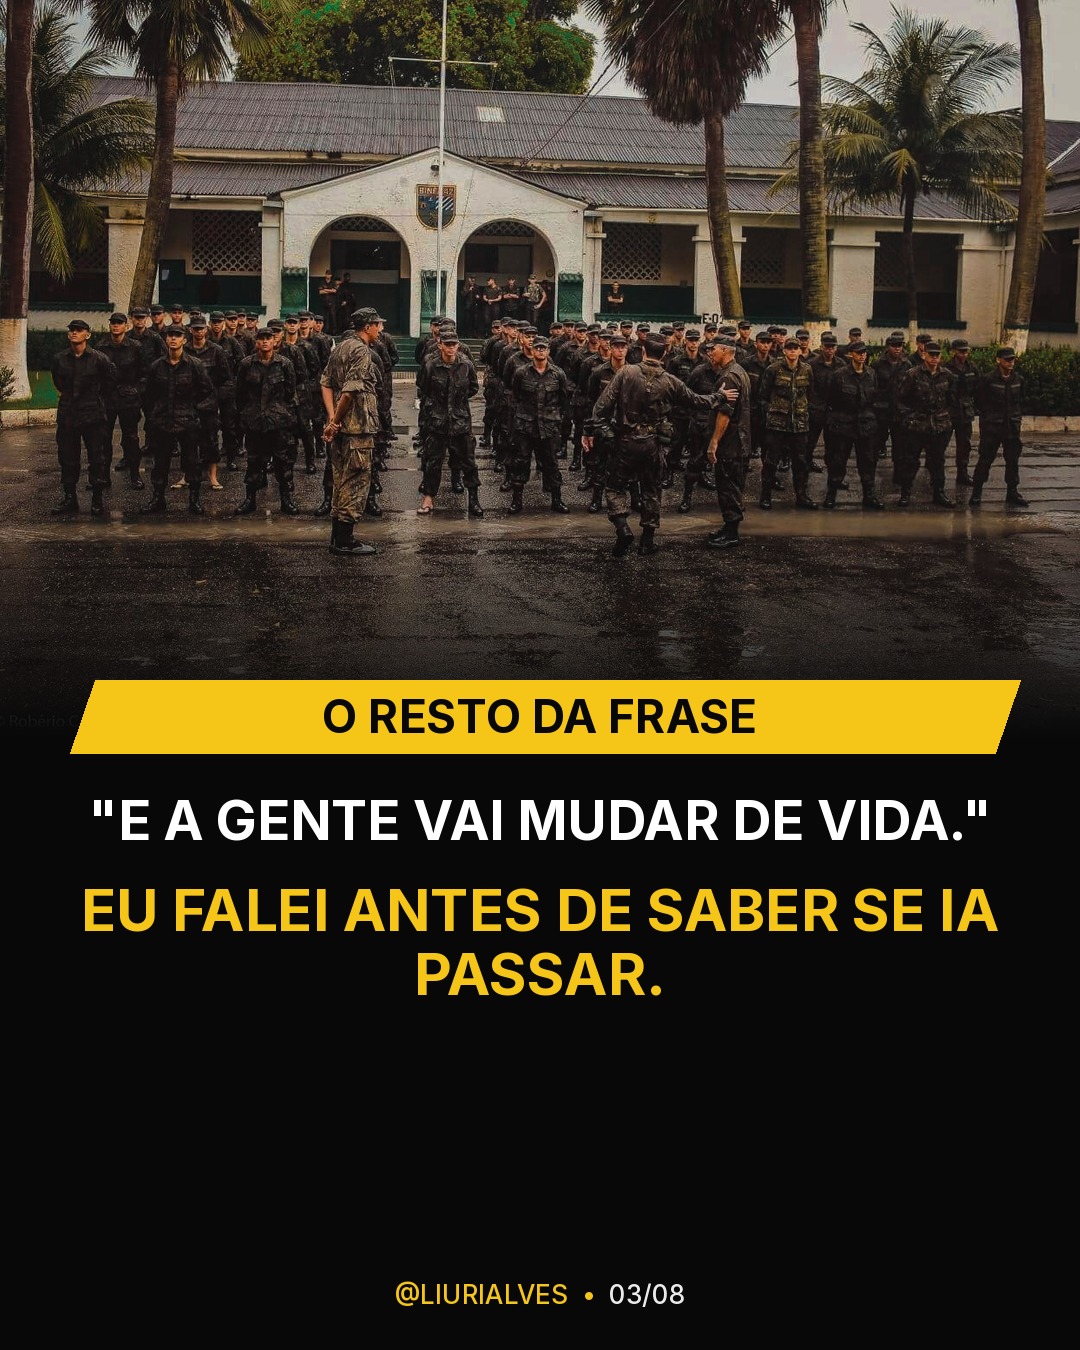 O RESTO DA FRASE
"E A GENTE VAI MUDAR DE VIDA."
EU FALEI ANTES DE SABER SE IA
PASSAR.
@LIURIALVES • 03/08